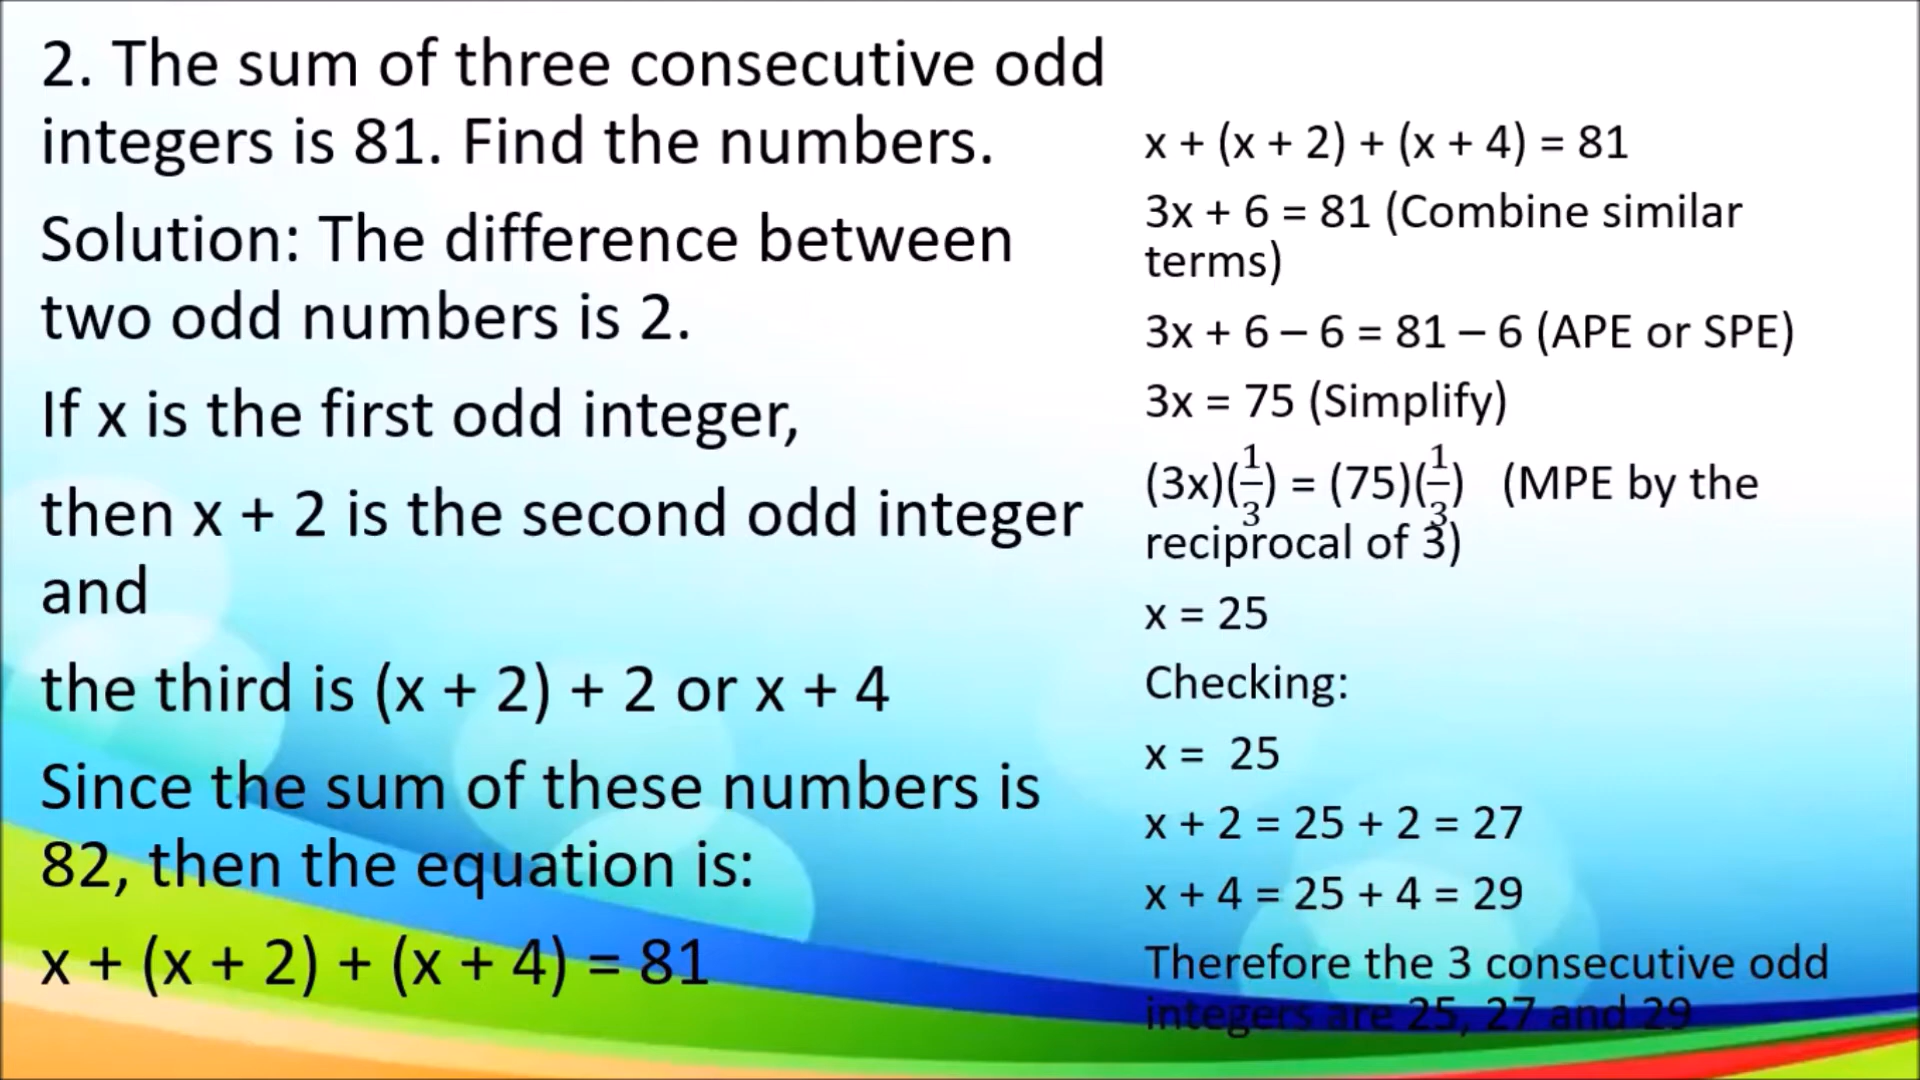 2. The sum of three consecutive odd
integers is 81. Find the numbers.
Solution: The difference between
two odd numbers is 2.
If x is the first odd integer,
then x + 2 is the second odd integer
and
the third is (x + 2) + 2 or x + 4
Since the sum of these numbers is
82, then the equation is:
x + (x + 2) + (x + 4) = 81
x + (x + 2) + (x + 4) = 81
3x + 6 = 81 (Combine similar
terms)
3x + 6 – 6 = 81 – 6 (APE or SPE)
3x = 75 (Simplify)
(3x)(1/3) = (75)(1/3) (MPE by the
reciprocal of 3)
x = 25
Checking:
x = 25
x + 2 = 25 + 2 = 27
x + 4 = 25 + 4 = 29
Therefore the 3 consecutive odd
integers are 25, 27 and 29